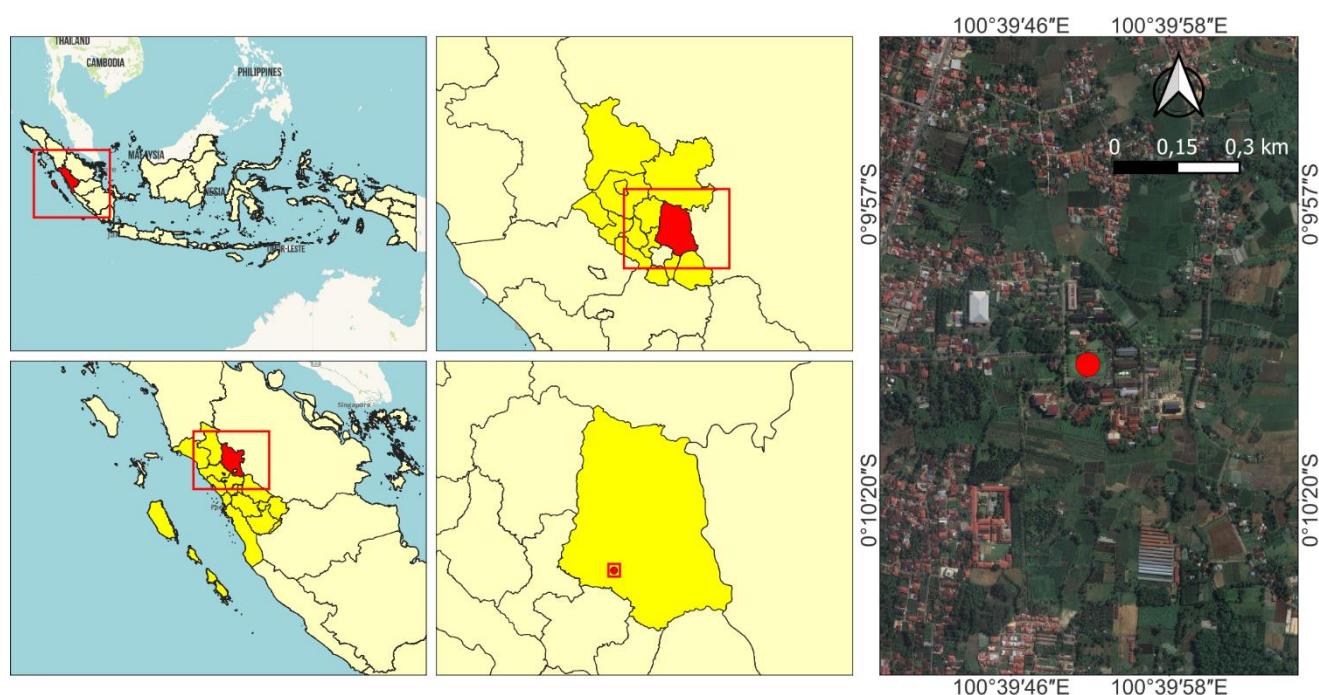 THAILAND
CAMBODIA
PHILIPPINES
MALAYSIA
NESIA
LESTE
Singapore
100°39'46"E 100°39'58"E
0 0,15 0,3 km
0°9'57"S
0°9'57"S
0°10'20"S
0°10'20"S
100°39'46"E 100°39'58"E